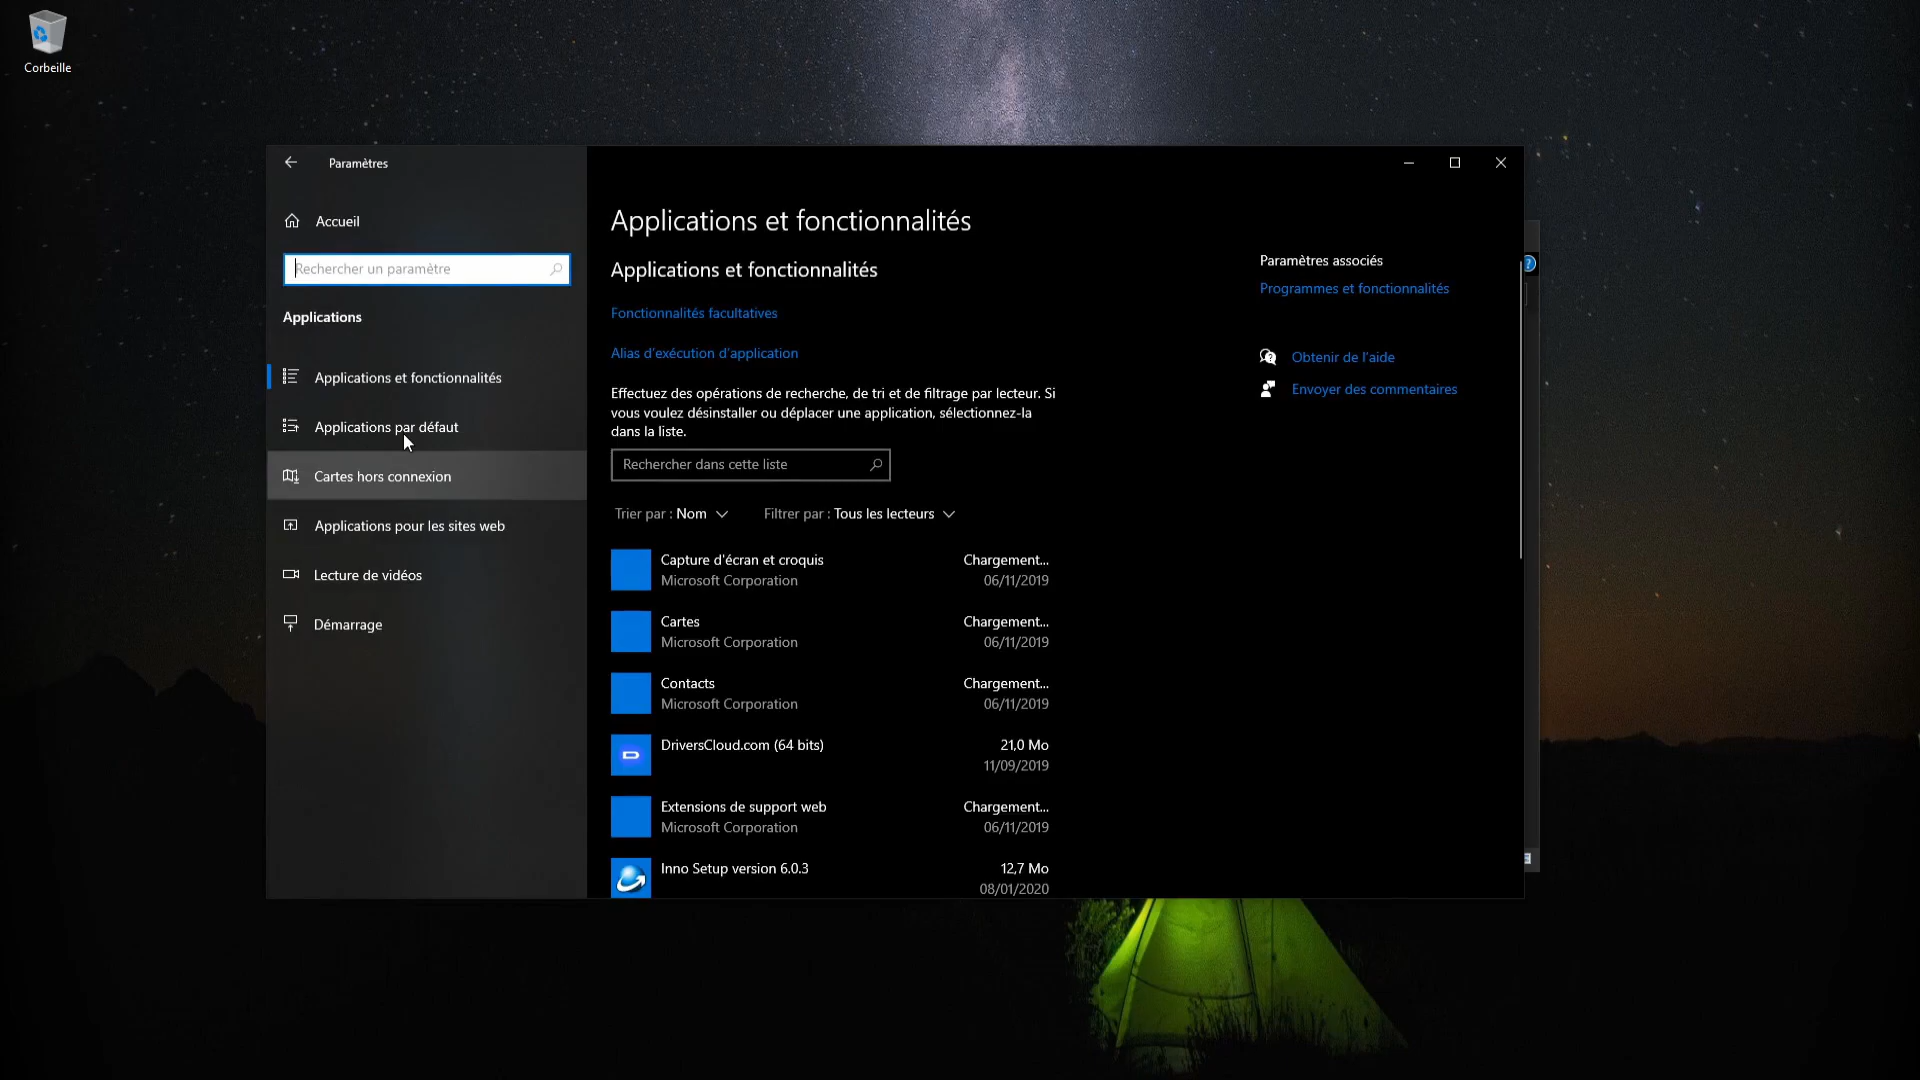 Corbeille
Paramètres
Accueil
Rechercher un paramètre
Applications
Applications et fonctionnalités
Applications par défaut
Cartes hors connexion
Applications pour les sites web
Lecture de vidéos
Démarrage
Applications et fonctionnalités
Applications et fonctionnalités
Fonctionnalités facultatives
Alias d'exécution d'application
Effectuez des opérations de recherche, de tri et de filtrage par lecteur. Si
vous voulez désinstaller ou déplacer une application, sélectionnez-la
dans la liste.
Rechercher dans cette liste
Trier par : Nom Filtrer par : Tous les lecteurs
Capture d'écran et croquis Chargement...
Microsoft Corporation 06/11/2019
Cartes Chargement...
Microsoft Corporation 06/11/2019
Contacts Chargement...
Microsoft Corporation 06/11/2019
DriversCloud.com (64 bits) 21,0 Mo
11/09/2019
Extensions de support web Chargement...
Microsoft Corporation 06/11/2019
Inno Setup version 6.0.3 12,7 Mo
08/01/2020
Paramètres associés
Programmes et fonctionnalités
Obtenir de l'aide
Envoyer des commentaires